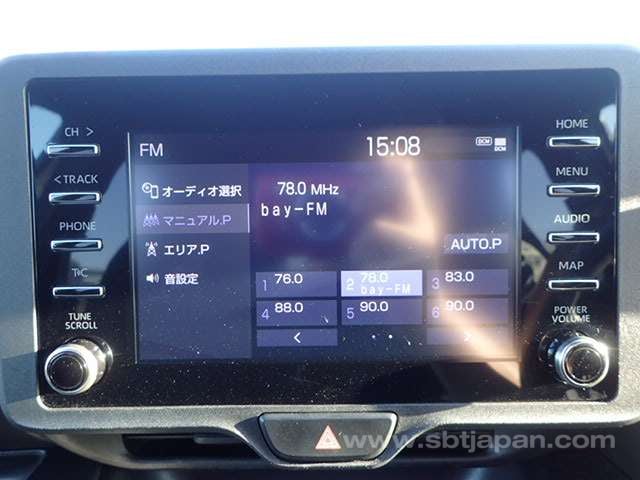 CH >
< TRACK
PHONE
T·C
TUNE
SCROLL
FM
15:08
DCM
DCM
オーディオ選択
マニュアル.P
エリア.P
音設定
78.0 MHz
bay-FM
AUTO.P
1 76.0
2 78.0
bay-FM
3 83.0
4 88.0
5 90.0
6 90.0
<
>
HOME
MENU
AUDIO
MAP
POWER
VOLUME
www.sbtjapan.com